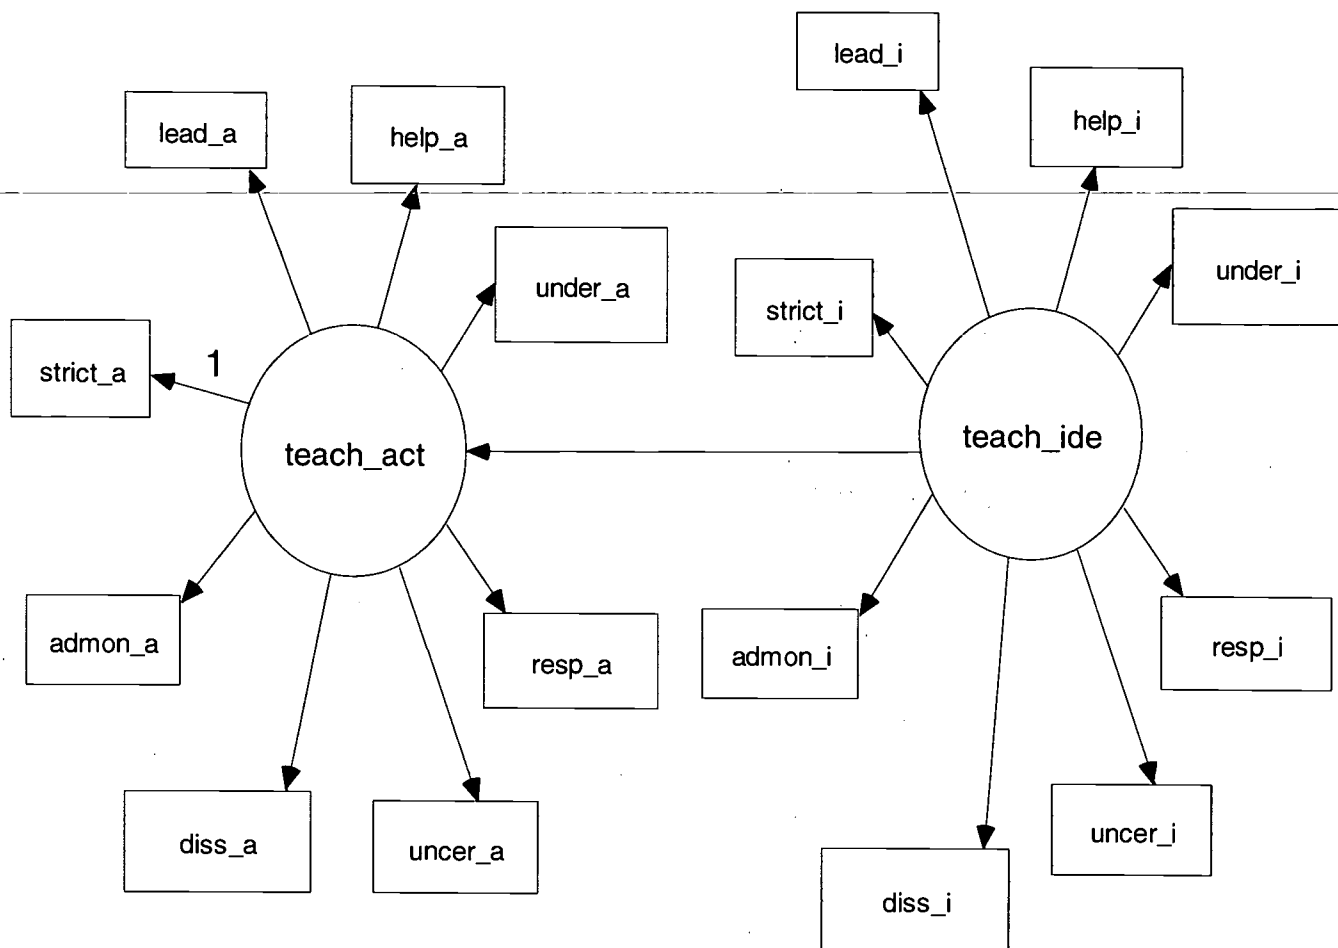 lead_i
lead_a
help_a
help_i
under_a
strict_i
under_i
strict_a
1
teach_act
teach_ide
admon_a
resp_a
admon_i
resp_i
diss_a
uncer_a
uncer_i
diss_i